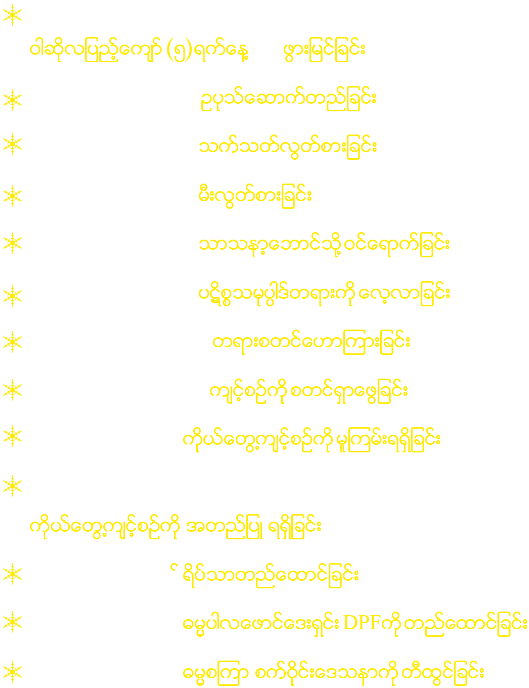 ဝါဆိုလပြည့်ကျော် (၅)ရက်နေ့ ဖွားမြင်ခြင်း
ဥပုသ်ဆောက်တည်ခြင်း
သက်သတ်လွတ်စားခြင်း
မီးလွတ်စားခြင်း
သာသနာ့ဘောင်သို့ဝင်ရောက်ခြင်း
ပဋိစ္စသမုပ္ပါဒ်တရားကို လေ့လာခြင်း
တရားစတင်ဟောကြားခြင်း
ကျင့်စဉ်ကို စတင်ရှာဖွေခြင်း
ကိုယ်တွေ့ကျင့်စဉ်ကို မူကြမ်းရရှိခြင်း
ကိုယ်တွေ့ကျင့်စဉ်ကို အတည်ပြု ရရှိခြင်း
ရိပ်သာတည်ထောင်ခြင်း
ဓမ္မပါလဖောင်ဒေးရှင်း DPFကို တည်ထောင်ခြင်း
ဓမ္မစကြာ စက်ဝိုင်းဒေသနာကို တီထွင်ခြင်း